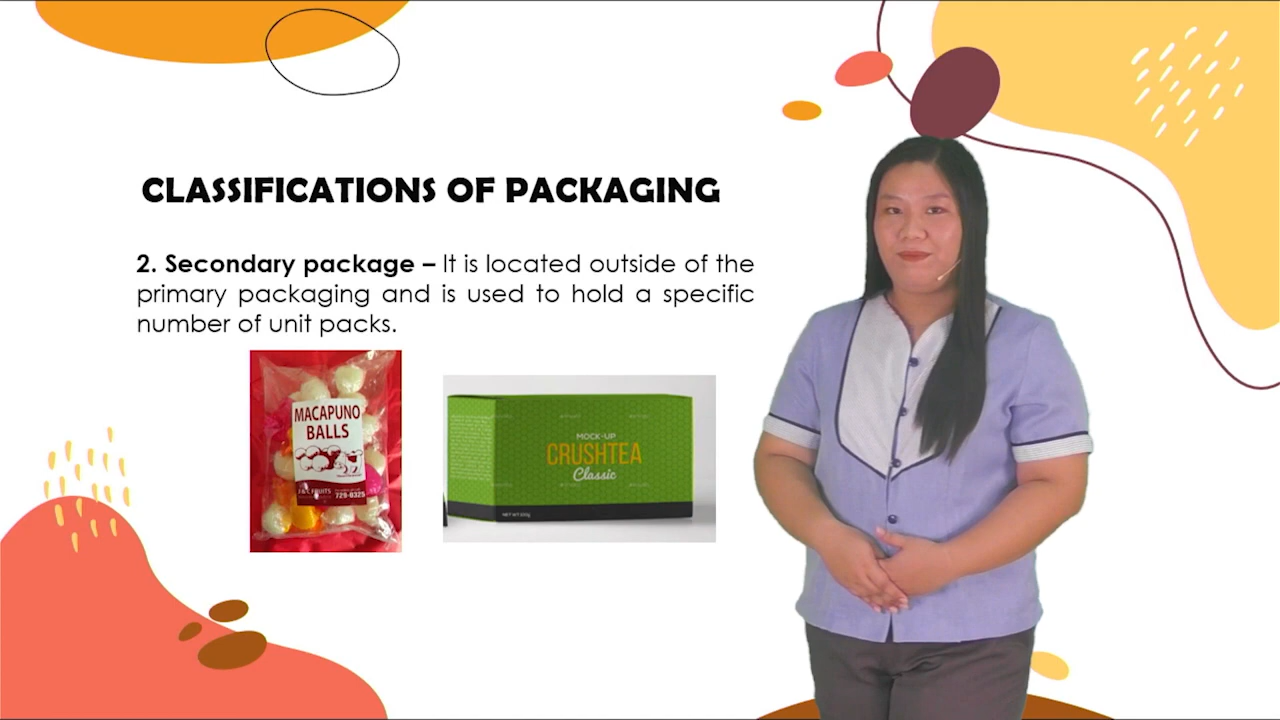 CLASSIFICATIONS OF PACKAGING
2. Secondary package – It is located outside of the
primary packaging and is used to hold a specific
number of unit packs.
MACAPUNO
BALLS
J&C FRUITS
729-0325
MOCK-UP
CRUSHTEA
Classic